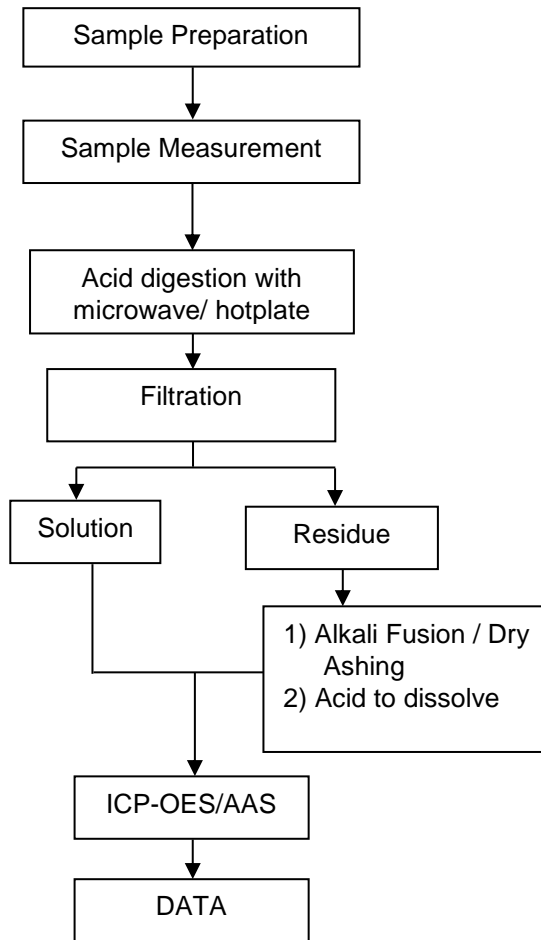 Sample Preparation
Sample Measurement
Acid digestion with
microwave/ hotplate
Filtration
Solution
Residue
1) Alkali Fusion / Dry
Ashing
2) Acid to dissolve
ICP-OES/AAS
DATA